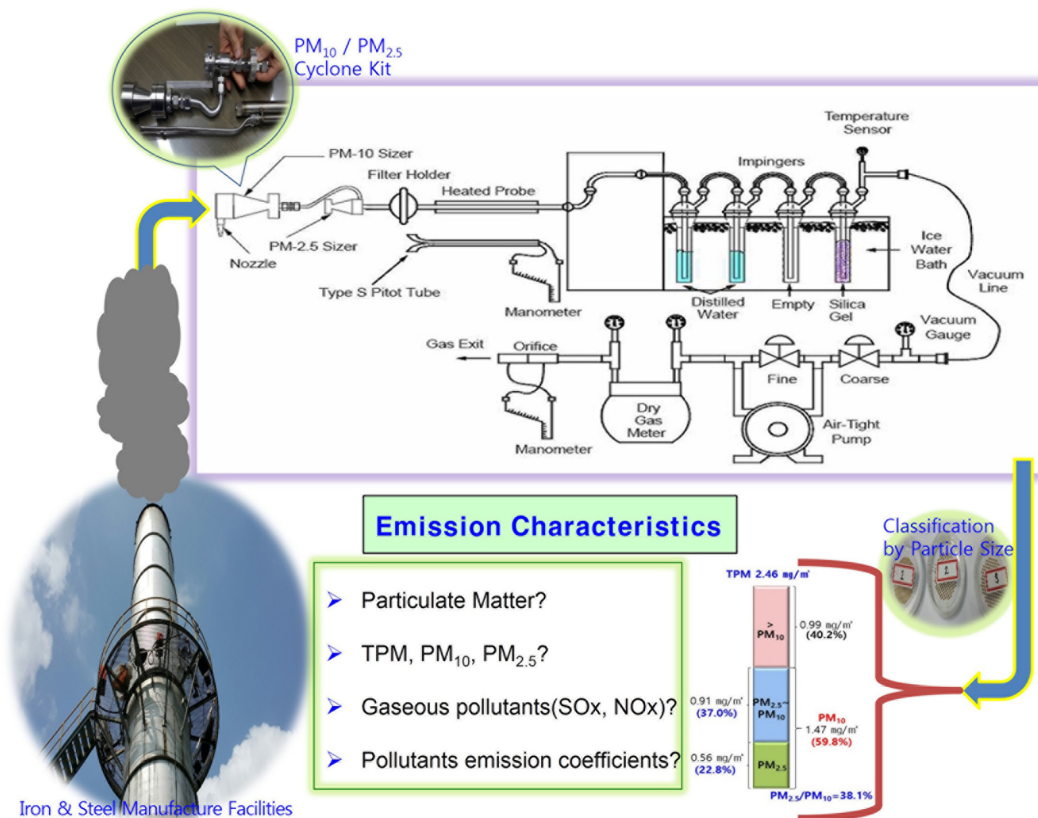 PM10 / PM2.5
Cyclone Kit
PM-10 Sizer
Filter Holder
Heated Probe
PM-2.5 Sizer
Nozzle
Type S Pitot Tube
Manometer
Impingers
Temperature
Sensor
Ice
Water
Bath
Vacuum
Line
Distilled
Water
Empty
Silica
Gel
Vacuum
Gauge
Gas Exit
Orifice
Manometer
Dry
Gas
Meter
Fine
Coarse
Air-Tight
Pump
Emission Characteristics
Classification
by Particle Size
1
2
3
➢ Particulate Matter?
➢ TPM, PM10, PM2.5?
➢ Gaseous pollutants(SOx, NOx)?
➢ Pollutants emission coefficients?
TPM 2.46 mg/㎥
>
PM10
0.99 mg/㎥
(40.2%)
0.91 mg/㎥
(37.0%)
PM2.5~
PM10
PM10
1.47 mg/㎥
(59.8%)
0.56 mg/㎥
(22.8%)
PM2.5
PM2.5/PM10=38.1%
Iron & Steel Manufacture Facilities